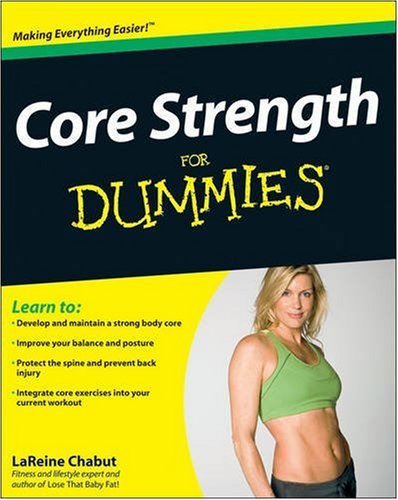 Making Everything Easier!™
Core Strength
FOR
DUMMIES®
Learn to:
• Develop and maintain a strong body core
• Improve your balance and posture
• Protect the spine and prevent back
injury
• Integrate core exercises into your
current workout
LaReine Chabut
Fitness and lifestyle expert and
author of Lose That Baby Fat!